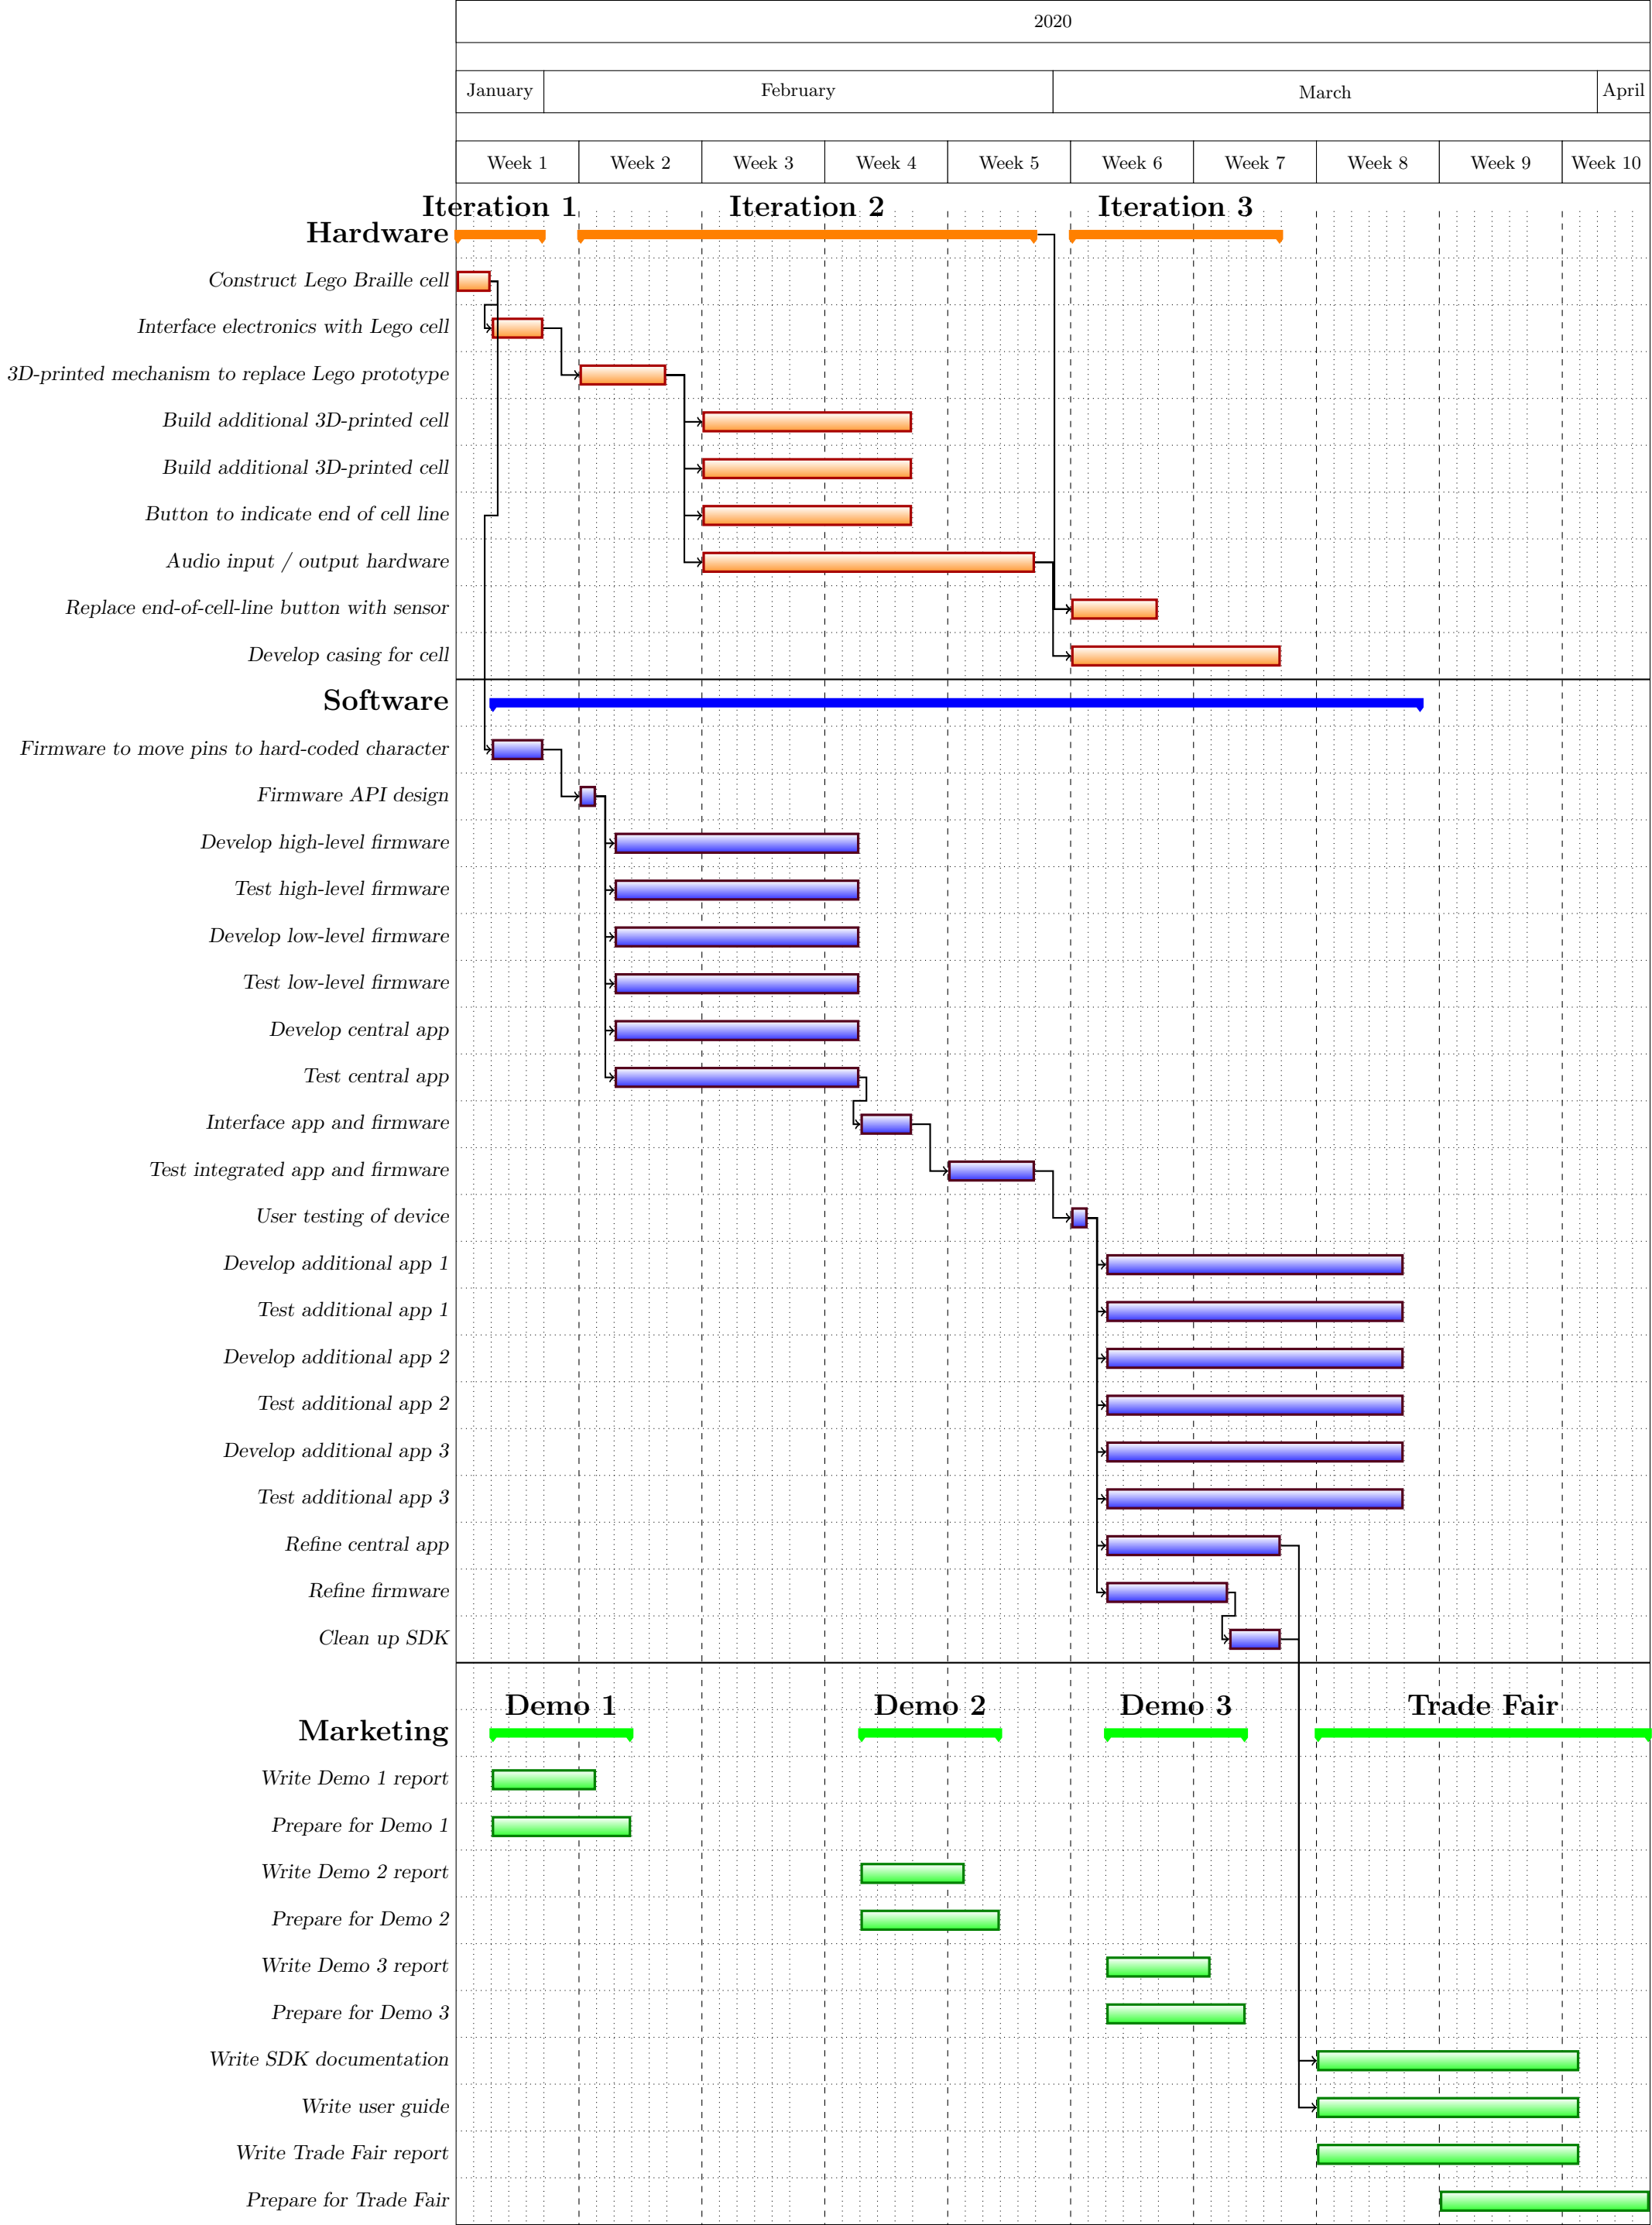 2020
January February March April
Week 1 Week 2 Week 3 Week 4 Week 5 Week 6 Week 7 Week 8 Week 9 Week 10
Iteration 1 Iteration 2 Iteration 3
Hardware
Construct Lego Braille cell
Interface electronics with Lego cell
3D-printed mechanism to replace Lego prototype
Build additional 3D-printed cell
Build additional 3D-printed cell
Button to indicate end of cell line
Audio input / output hardware
Replace end-of-cell-line button with sensor
Develop casing for cell
Software
Firmware to move pins to hard-coded character
Firmware API design
Develop high-level firmware
Test high-level firmware
Develop low-level firmware
Test low-level firmware
Develop central app
Test central app
Interface app and firmware
Test integrated app and firmware
User testing of device
Develop additional app 1
Test additional app 1
Develop additional app 2
Test additional app 2
Develop additional app 3
Test additional app 3
Refine central app
Refine firmware
Clean up SDK
Demo 1 Demo 2 Demo 3 Trade Fair
Marketing
Write Demo 1 report
Prepare for Demo 1
Write Demo 2 report
Prepare for Demo 2
Write Demo 3 report
Prepare for Demo 3
Write SDK documentation
Write user guide
Write Trade Fair report
Prepare for Trade Fair